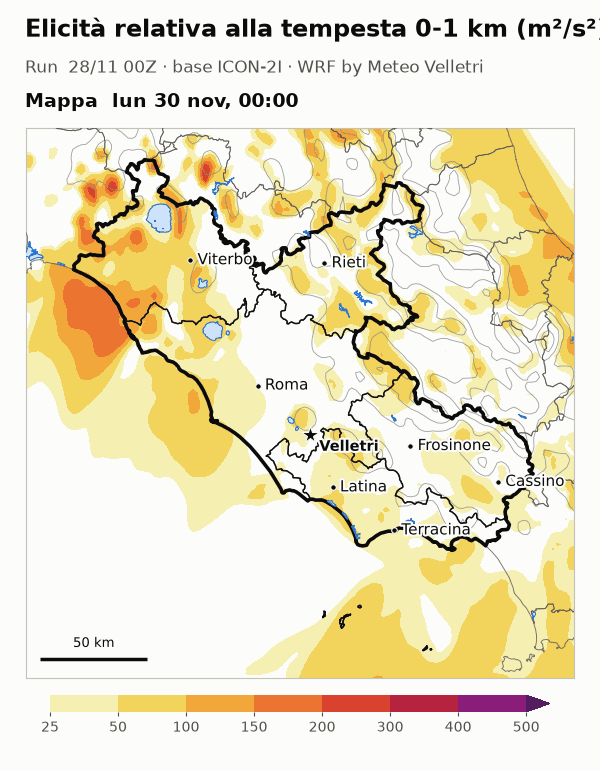 Elicità relativa alla tempesta 0-1 km (m²/s²)
Run  28/11 00Z · base ICON-2I · WRF by Meteo Velletri
Mappa  lun 30 nov, 00:00
Viterbo
Rieti
Roma
Velletri
Frosinone
Latina
Cassino
Terracina
50 km
25 50 100 150 200 300 400 500